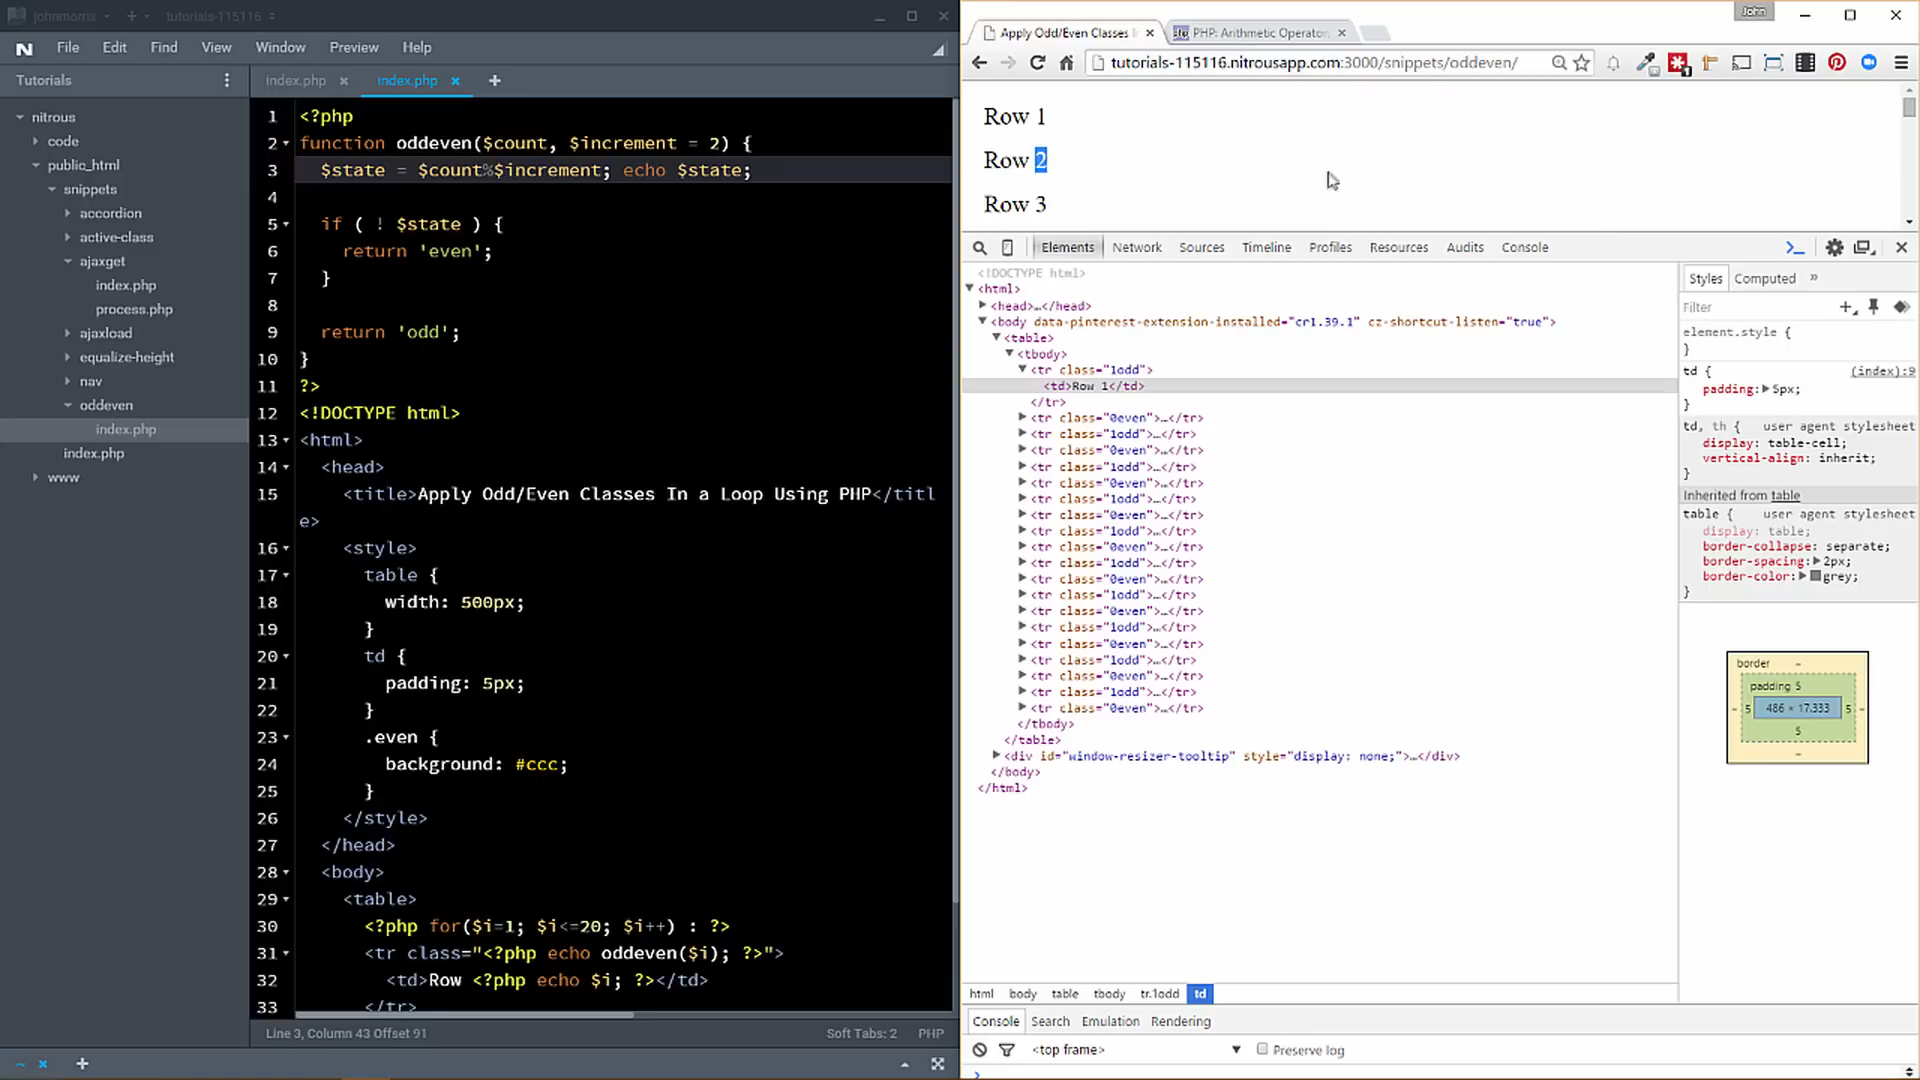 johnmorris
tutorials-115116
File Edit Find View Window Preview Help
Tutorials
nitrous
code
public_html
snippets
accordion
active-class
ajaxget
index.php
process.php
ajaxload
equalize-height
nav
oddeven
index.php
index.php
www
index.php index.php
1 <?php
2 function oddeven($count, $increment = 2) {
3 $state = $count%$increment; echo $state;
4
5 if ( ! $state ) {
6 return 'even';
7 }
8
9 return 'odd';
10 }
11 ?>
12 <!DOCTYPE html>
13 <html>
14 <head>
15 <title>Apply Odd/Even Classes In a Loop Using PHP</titl
e>
16 <style>
17 table {
18 width: 500px;
19 }
20 td {
21 padding: 5px;
22 }
23 .even {
24 background: #ccc;
25 }
26 </style>
27 </head>
28 <body>
29 <table>
30 <?php for($i=1; $i<=20; $i++) : ?>
31 <tr class="<?php echo oddeven($i); ?>">
32 <td>Row <?php echo $i; ?></td>
33 </tr>
Line 3, Column 43 Offset 91
Soft Tabs: 2 PHP
John
Apply Odd/Even Classes I
PHP: Arithmetic Operator
tutorials-115116.nitrousapp.com:3000/snippets/oddeven/
Row 1
Row 2
Row 3
Elements Network Sources Timeline Profiles Resources Audits Console
<!DOCTYPE html>
<html>
<head>…</head>
<body data-pinterest-extension-installed="cr1.39.1" cz-shortcut-listen="true">
<table>
<tbody>
<tr class="1odd">
<td>Row 1</td>
</tr>
<tr class="0even">…</tr>
<tr class="1odd">…</tr>
<tr class="0even">…</tr>
<tr class="1odd">…</tr>
<tr class="0even">…</tr>
<tr class="1odd">…</tr>
<tr class="0even">…</tr>
<tr class="1odd">…</tr>
<tr class="0even">…</tr>
<tr class="1odd">…</tr>
<tr class="0even">…</tr>
<tr class="1odd">…</tr>
<tr class="0even">…</tr>
<tr class="1odd">…</tr>
<tr class="0even">…</tr>
<tr class="1odd">…</tr>
<tr class="0even">…</tr>
<tr class="1odd">…</tr>
<tr class="0even">…</tr>
</tbody>
</table>
<div id="window-resizer-tooltip" style="display: none;">…</div>
</body>
</html>
html body table tbody tr.1odd td
Styles Computed »
Filter
element.style {
}
td { (index):9
padding: 5px;
}
td, th { user agent stylesheet
display: table-cell;
vertical-align: inherit;
}
Inherited from table
table { user agent stylesheet
display: table;
border-collapse: separate;
border-spacing: 2px;
border-color: grey;
}
border –
padding 5
– 5 486 × 17.333 5 –
5
–
Console Search Emulation Rendering
<top frame>
Preserve log